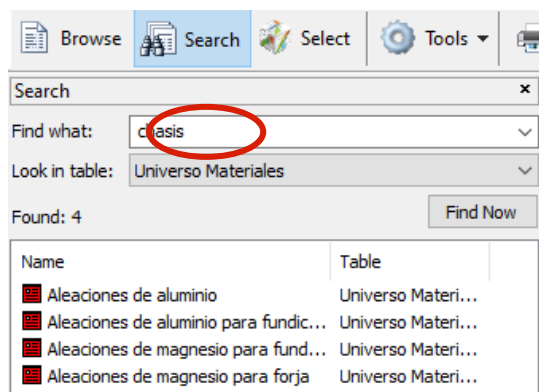 Browse Search Select Tools
Search x
Find what: chasis
Look in table: Universo Materiales
Found: 4 Find Now
Name Table
Aleaciones de aluminio Universo Materi...
Aleaciones de aluminio para fundic... Universo Materi...
Aleaciones de magnesio para fund... Universo Materi...
Aleaciones de magnesio para forja Universo Materi...